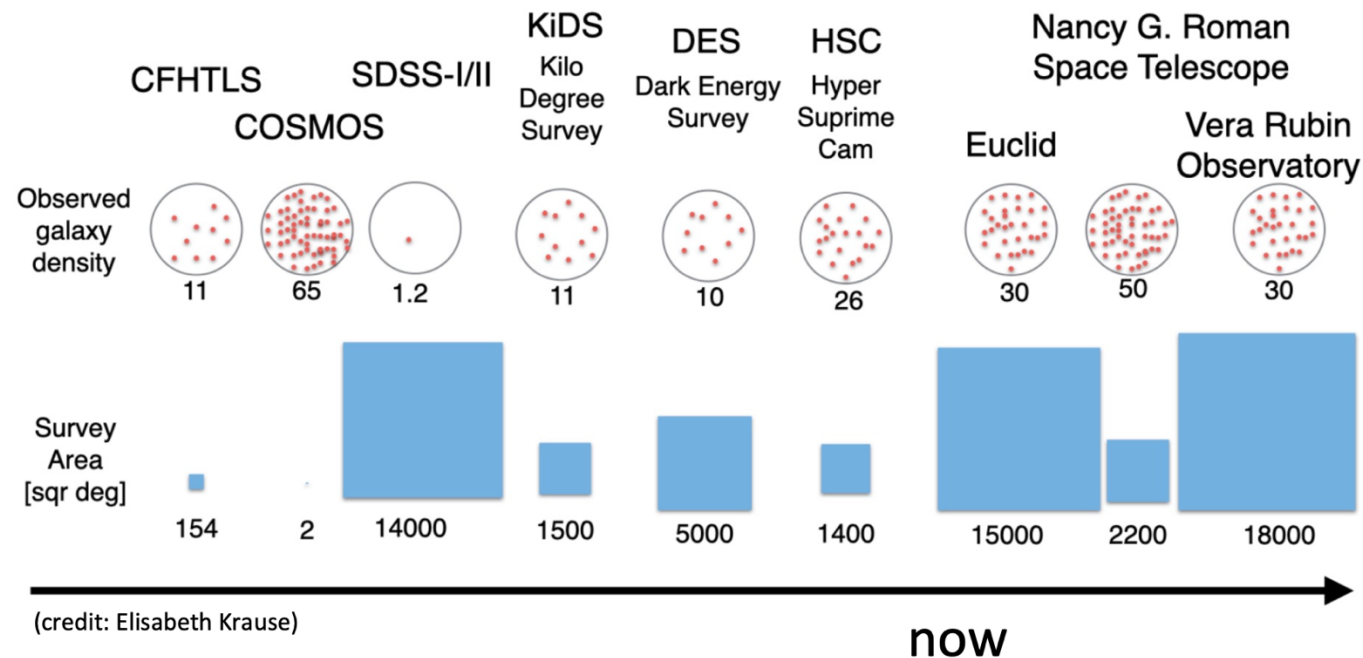 CFHTLS
COSMOS
SDSS-I/II
KiDS
Kilo
Degree
Survey
DES
Dark Energy
Survey
HSC
Hyper
Suprime
Cam
Nancy G. Roman
Space Telescope
Euclid
Vera Rubin
Observatory
Observed
galaxy
density
11 65 1.2 11 10 26 30 50 30
Survey
Area
[sqr deg]
154 2 14000 1500 5000 1400 15000 2200 18000
(credit: Elisabeth Krause)
now